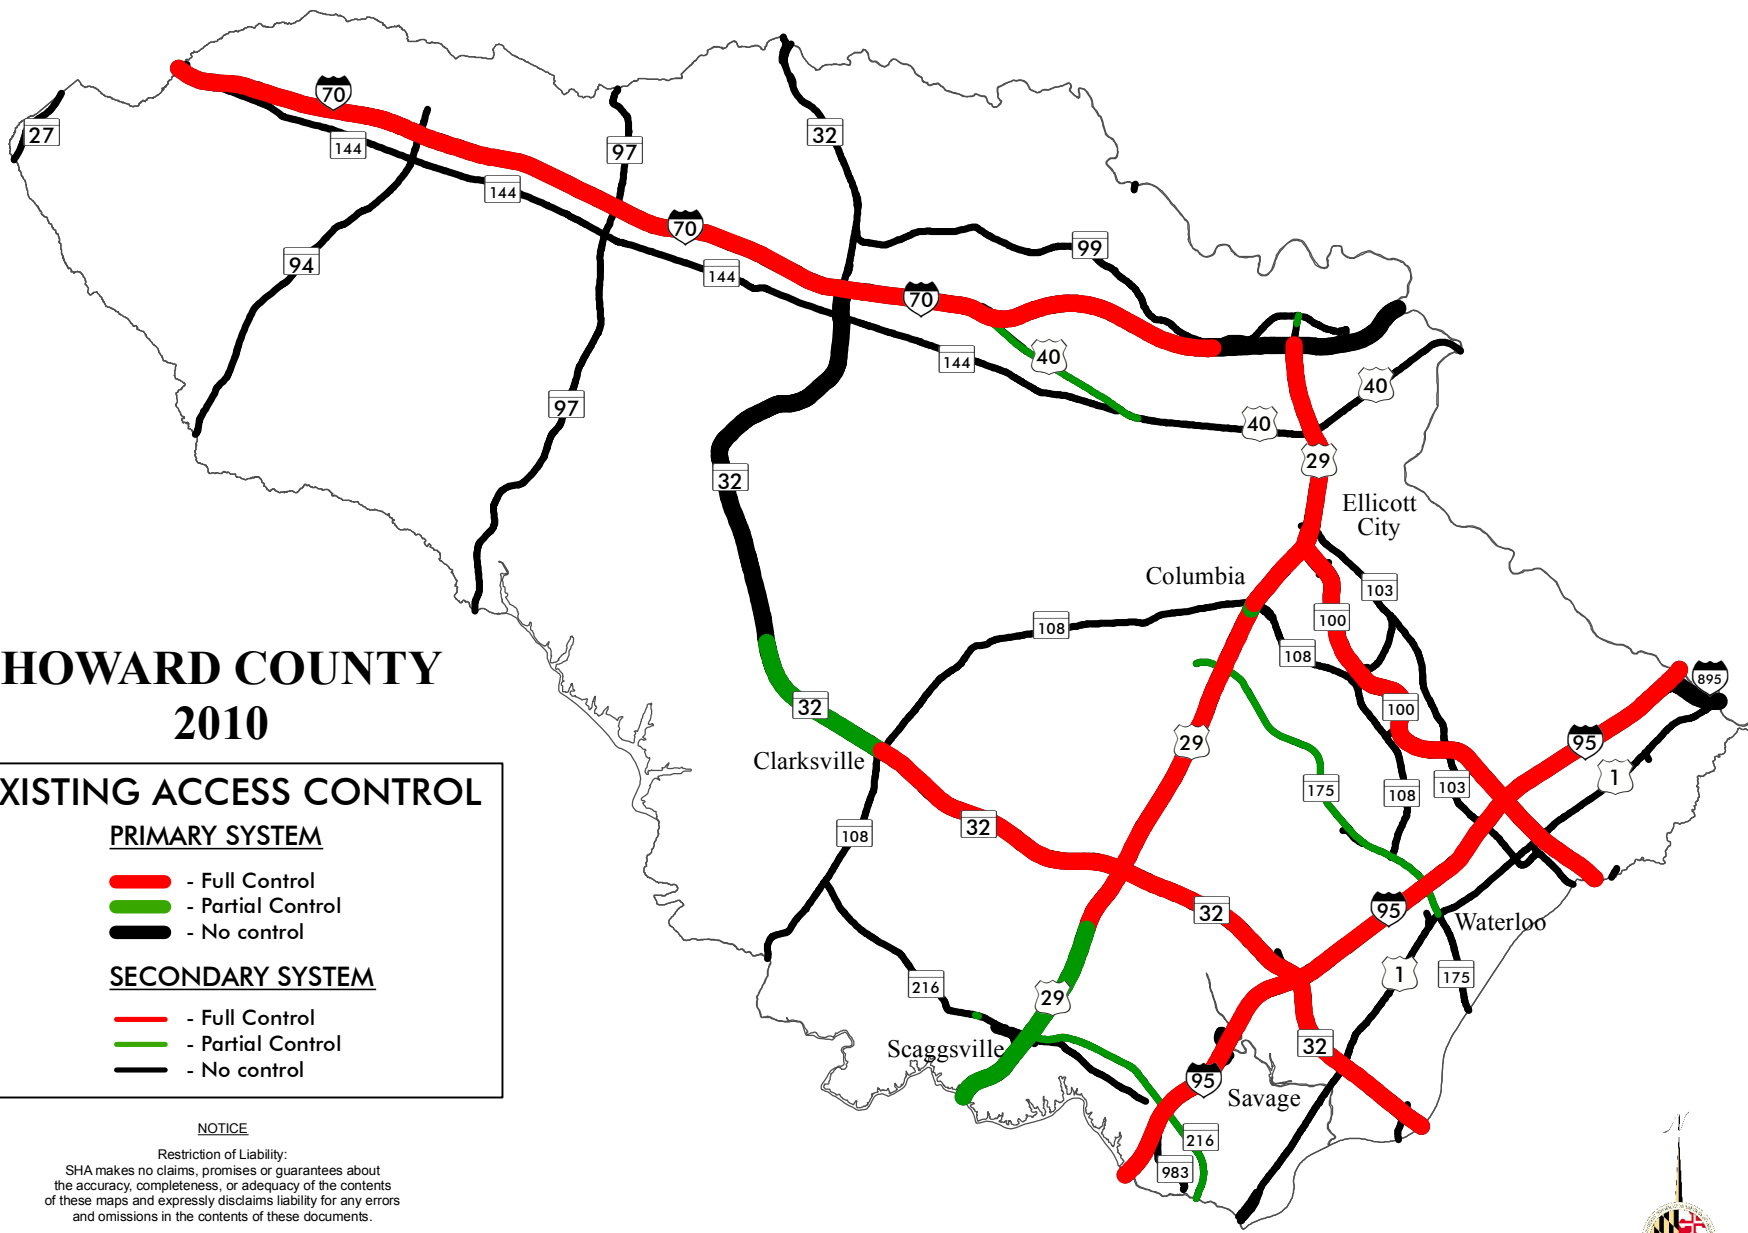 70
27
144
97
32
144
70
99
94
144
70
40
144
40
97
40
29
32
Ellicott
City
Columbia
103
100
108
108
HOWARD COUNTY
2010
895
32
100
29
95
Clarksville
1
175
108
103
XISTING ACCESS CONTROL
PRIMARY SYSTEM
- Full Control
- Partial Control
- No control
SECONDARY SYSTEM
- Full Control
- Partial Control
- No control
32
108
32
95
Waterloo
1
175
216
29
Scaggsville
32
95
Savage
216
983
NOTICE
Restriction of Liability:
SHA makes no claims, promises or guarantees about
the accuracy, completeness, or adequacy of the contents
of these maps and expressly disclaims liability for any errors
and omissions in the contents of these documents.
N